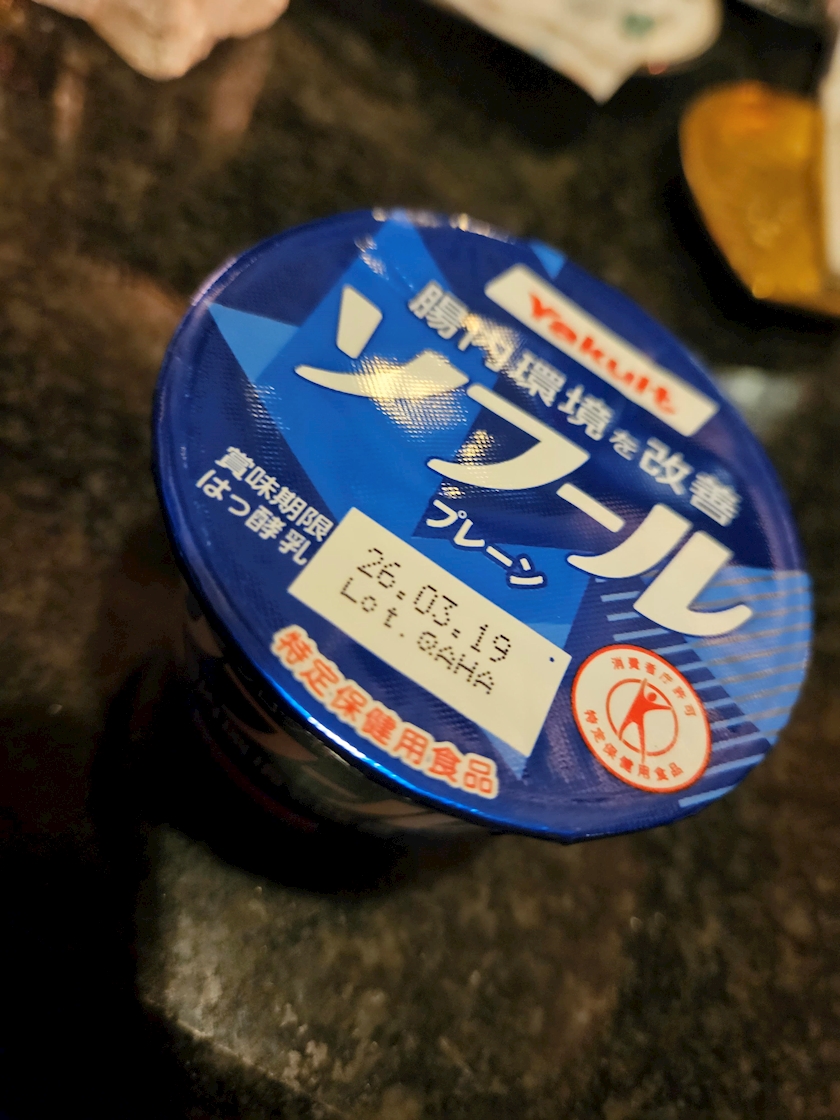 Yakult
腸内環境を改善
ソフール
プレーン
賞味期限
はっ酵乳
26.03.19
Lot.QAHA
特定保健用食品
消費者庁許可
特定保健用食品